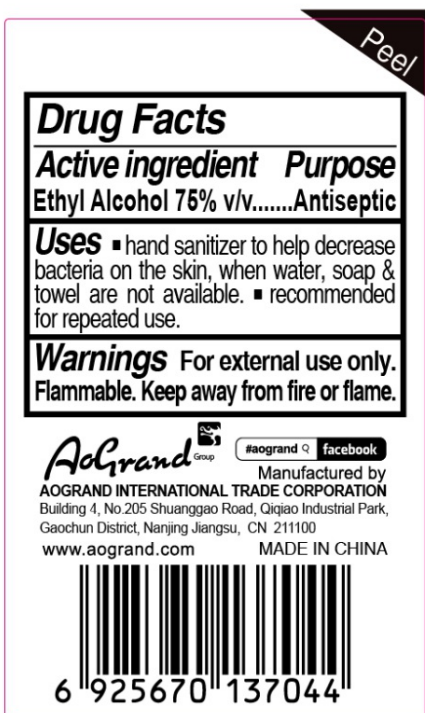 Peel
Drug Facts
Active ingredient Purpose
Ethyl Alcohol 75% v/v.......Antiseptic
Uses ▪ hand sanitizer to help decrease
bacteria on the skin, when water, soap &
towel are not available. ▪ recommended
for repeated use.
Warnings For external use only.
Flammable. Keep away from fire or flame.
AoGrand Group
#aogrand facebook
Manufactured by
AOGRAND INTERNATIONAL TRADE CORPORATION
Building 4, No.205 Shuanggao Road, Qiqiao Industrial Park,
Gaochun District, Nanjing Jiangsu, CN 211100
www.aogrand.com MADE IN CHINA
6 925670 137044